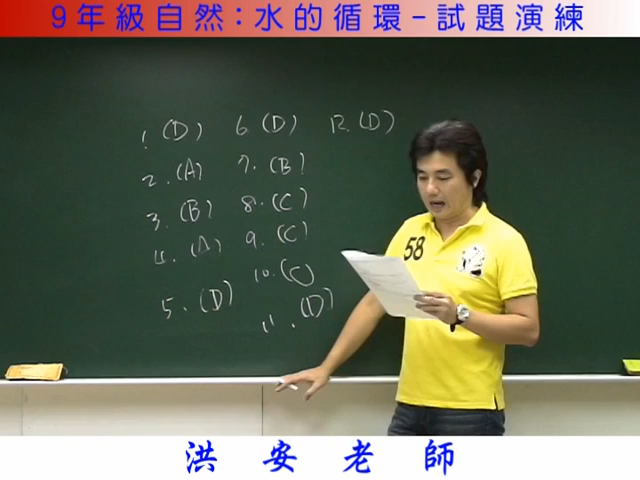 9年級自然:水的循環-試題演練
1. (D)
2. (A)
3. (B)
4. (A)
5. (D)
6. (D)
7. (B)
8. (C)
9. (C)
10. (C)
11. (D)
12. (D)
58
洪安老師